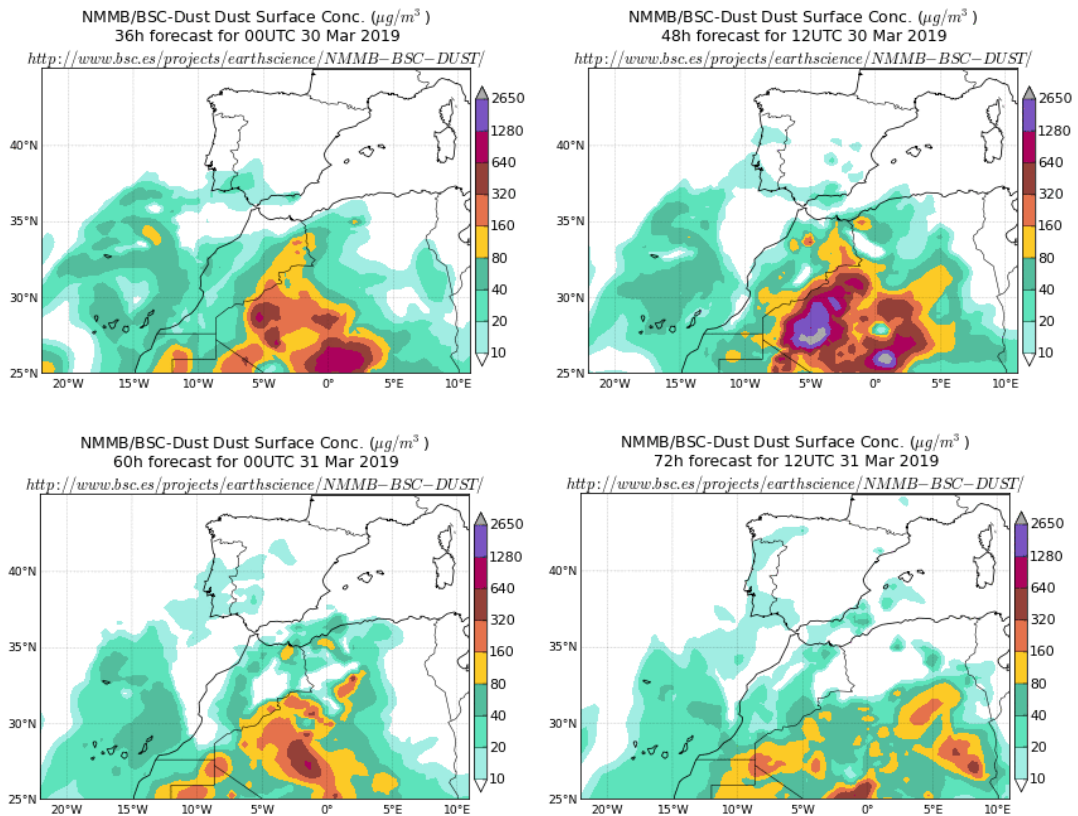 NMMB/BSC-Dust Dust Surface Conc. (μg/m³)
36h forecast for 00UTC 30 Mar 2019
http://www.bsc.es/projects/earthscience/NMMB-BSC-DUST/
40°N
35°N
30°N
25°N
20°W 15°W 10°W 5°W 0°E 5°E 10°E
2650
1280
640
320
160
80
40
20
10
NMMB/BSC-Dust Dust Surface Conc. (μg/m³)
48h forecast for 12UTC 30 Mar 2019
http://www.bsc.es/projects/earthscience/NMMB-BSC-DUST/
40°N
35°N
30°N
25°N
20°W 15°W 10°W 5°W 0°E 5°E 10°E
2650
1280
640
320
160
80
40
20
10
NMMB/BSC-Dust Dust Surface Conc. (μg/m³)
60h forecast for 00UTC 31 Mar 2019
http://www.bsc.es/projects/earthscience/NMMB-BSC-DUST/
40°N
35°N
30°N
25°N
20°W 15°W 10°W 5°W 0°E 5°E 10°E
2650
1280
640
320
160
80
40
20
10
NMMB/BSC-Dust Dust Surface Conc. (μg/m³)
72h forecast for 12UTC 31 Mar 2019
http://www.bsc.es/projects/earthscience/NMMB-BSC-DUST/
40°N
35°N
30°N
25°N
20°W 15°W 10°W 5°W 0°E 5°E 10°E
2650
1280
640
320
160
80
40
20
10